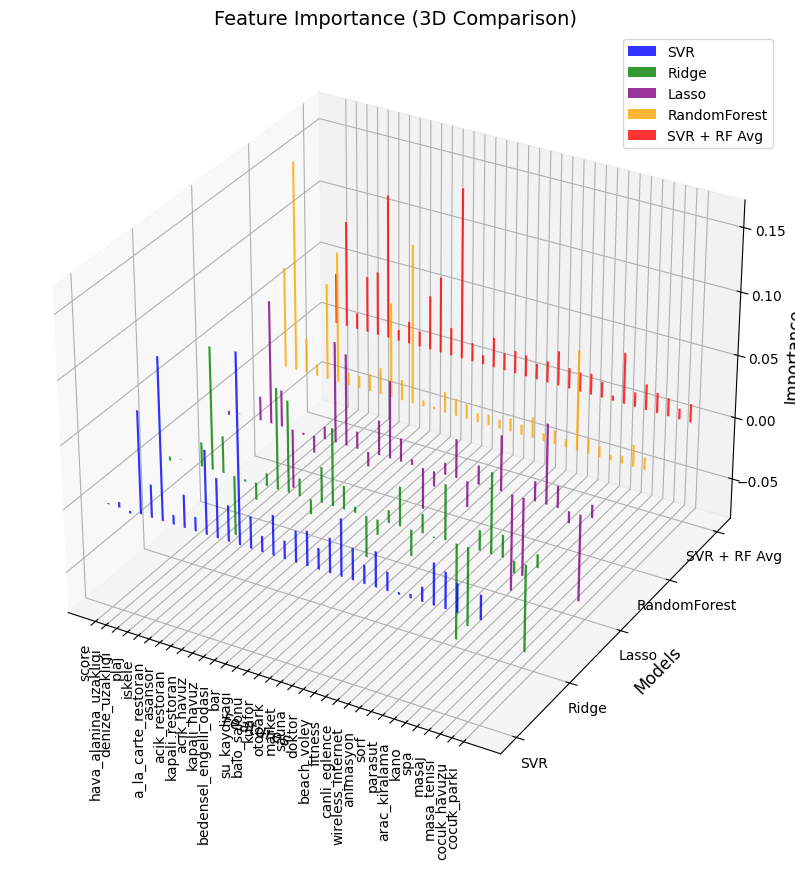 Feature Importance (3D Comparison)
SVR
Ridge
Lasso
RandomForest
SVR + RF Avg
0.15
0.10
0.05
0.00
−0.05
Importance
SVR + RF Avg
RandomForest
Lasso
Ridge
SVR
Models
score
hava_alanina_uzakligi
denize_uzakligi
plaj
iskele
a_la_carte_restoran
asansor
acik_restoran
kapali_restoran
acik_havuz
kapali_havuz
bedensel_engelli_odasi
bar
su_kaydiragi
balo_salonu
kuafor
otopark
market
sauna
doktor
beach_voley
fitness
canli_eglence
wireless_internet
animasyon
sorf
parasut
arac_kiralama
kano
spa
masaj
masa_tenisi
cocuk_havuzu
cocuk_parki